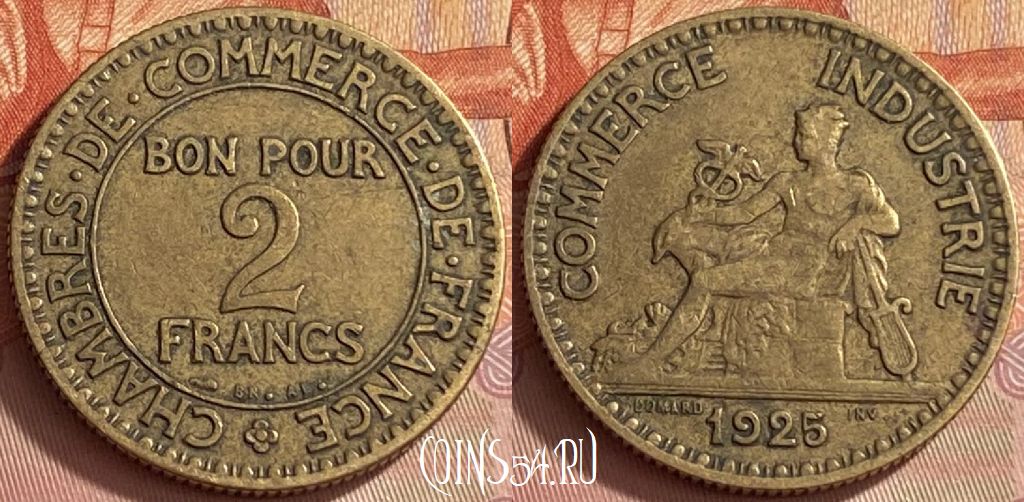 CHAMBRES·DE·COMMERCE·DE·FRANCE
BON POUR
2
FRANCS
COMMERCE INDUSTRIE
DOMARD INV.
1925
COINS54.RU